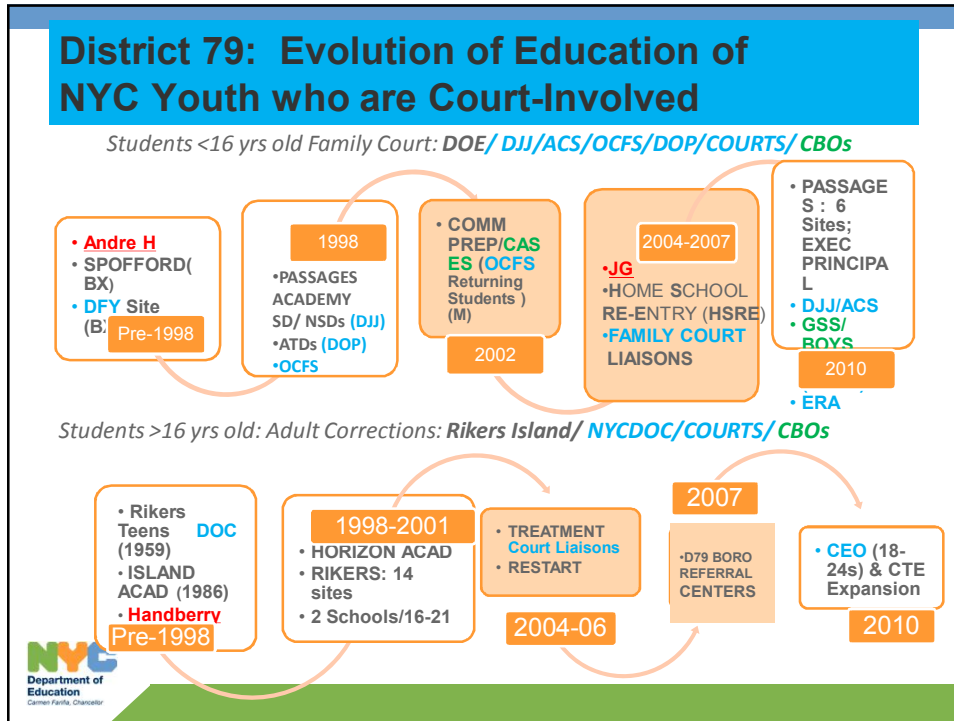 District 79: Evolution of Education of
NYC Youth who are Court-Involved
Students <16 yrs old Family Court: DOE/ DJJ/ACS/OCFS/DOP/COURTS/ CBOs
• Andre H
• SPOFFORD(
BX)
• DFY Site
Pre-1998
1998
•PASSAGES
ACADEMY
SD/ NSDs (DJJ)
•ATDs (DOP)
•OCFS
• COMM
PREP/CAS
ES (OCFS
Returning
Students )
(M)
2002
2004-2007
•JG
•HOME SCHOOL
RE-ENTRY (HSRE)
•FAMILY COURT
LIAISONS
• PASSAGE
S : 6
Sites;
EXEC
PRINCIPA
L
• DJJ/ACS
• GSS/
BOYS
2010
• ERA
Students >16 yrs old: Adult Corrections: Rikers Island/ NYCDOC/COURTS/ CBOs
• Rikers
Teens DOC
(1959)
• ISLAND
ACAD (1986)
• Handberry
Pre-1998
1998-2001
• HORIZON ACAD
• RIKERS: 14
sites
• 2 Schools/16-21
• TREATMENT
Court Liaisons
• RESTART
2004-06
2007
•D79 BORO
REFERRAL
CENTERS
• CEO (18-
24s) & CTE
Expansion
2010
NYC
Department of
Education
Carmen Fariña, Chancellor